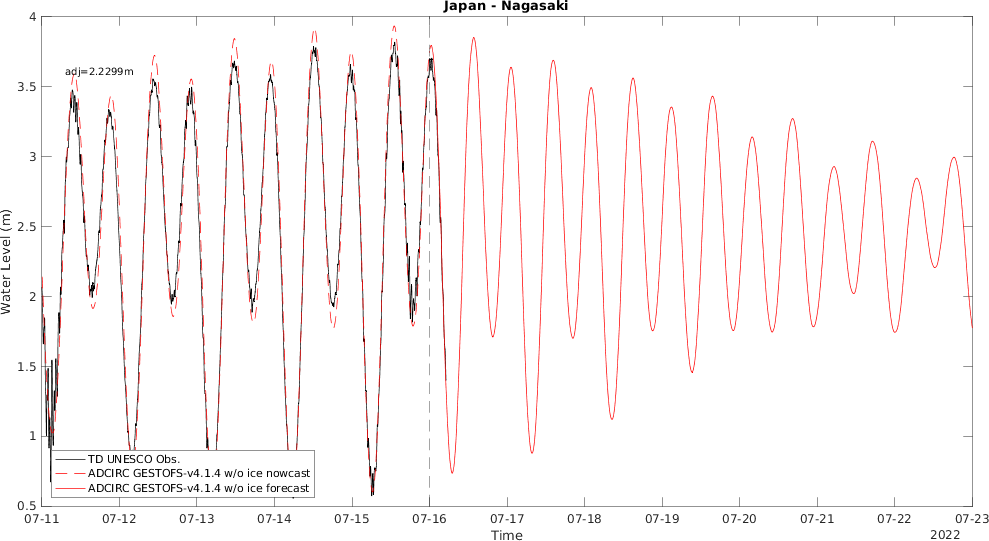 Japan - Nagasaki
4
adj=2.2299m
3.5
3
2.5
2
1.5
1
0.5
Water Level (m)
TD UNESCO Obs.
ADCIRC GESTOFS-v4.1.4 w/o ice nowcast
ADCIRC GESTOFS-v4.1.4 w/o ice forecast
07-11 07-12 07-13 07-14 07-15 07-16 07-17 07-18 07-19 07-20 07-21 07-22 07-23
Time
2022